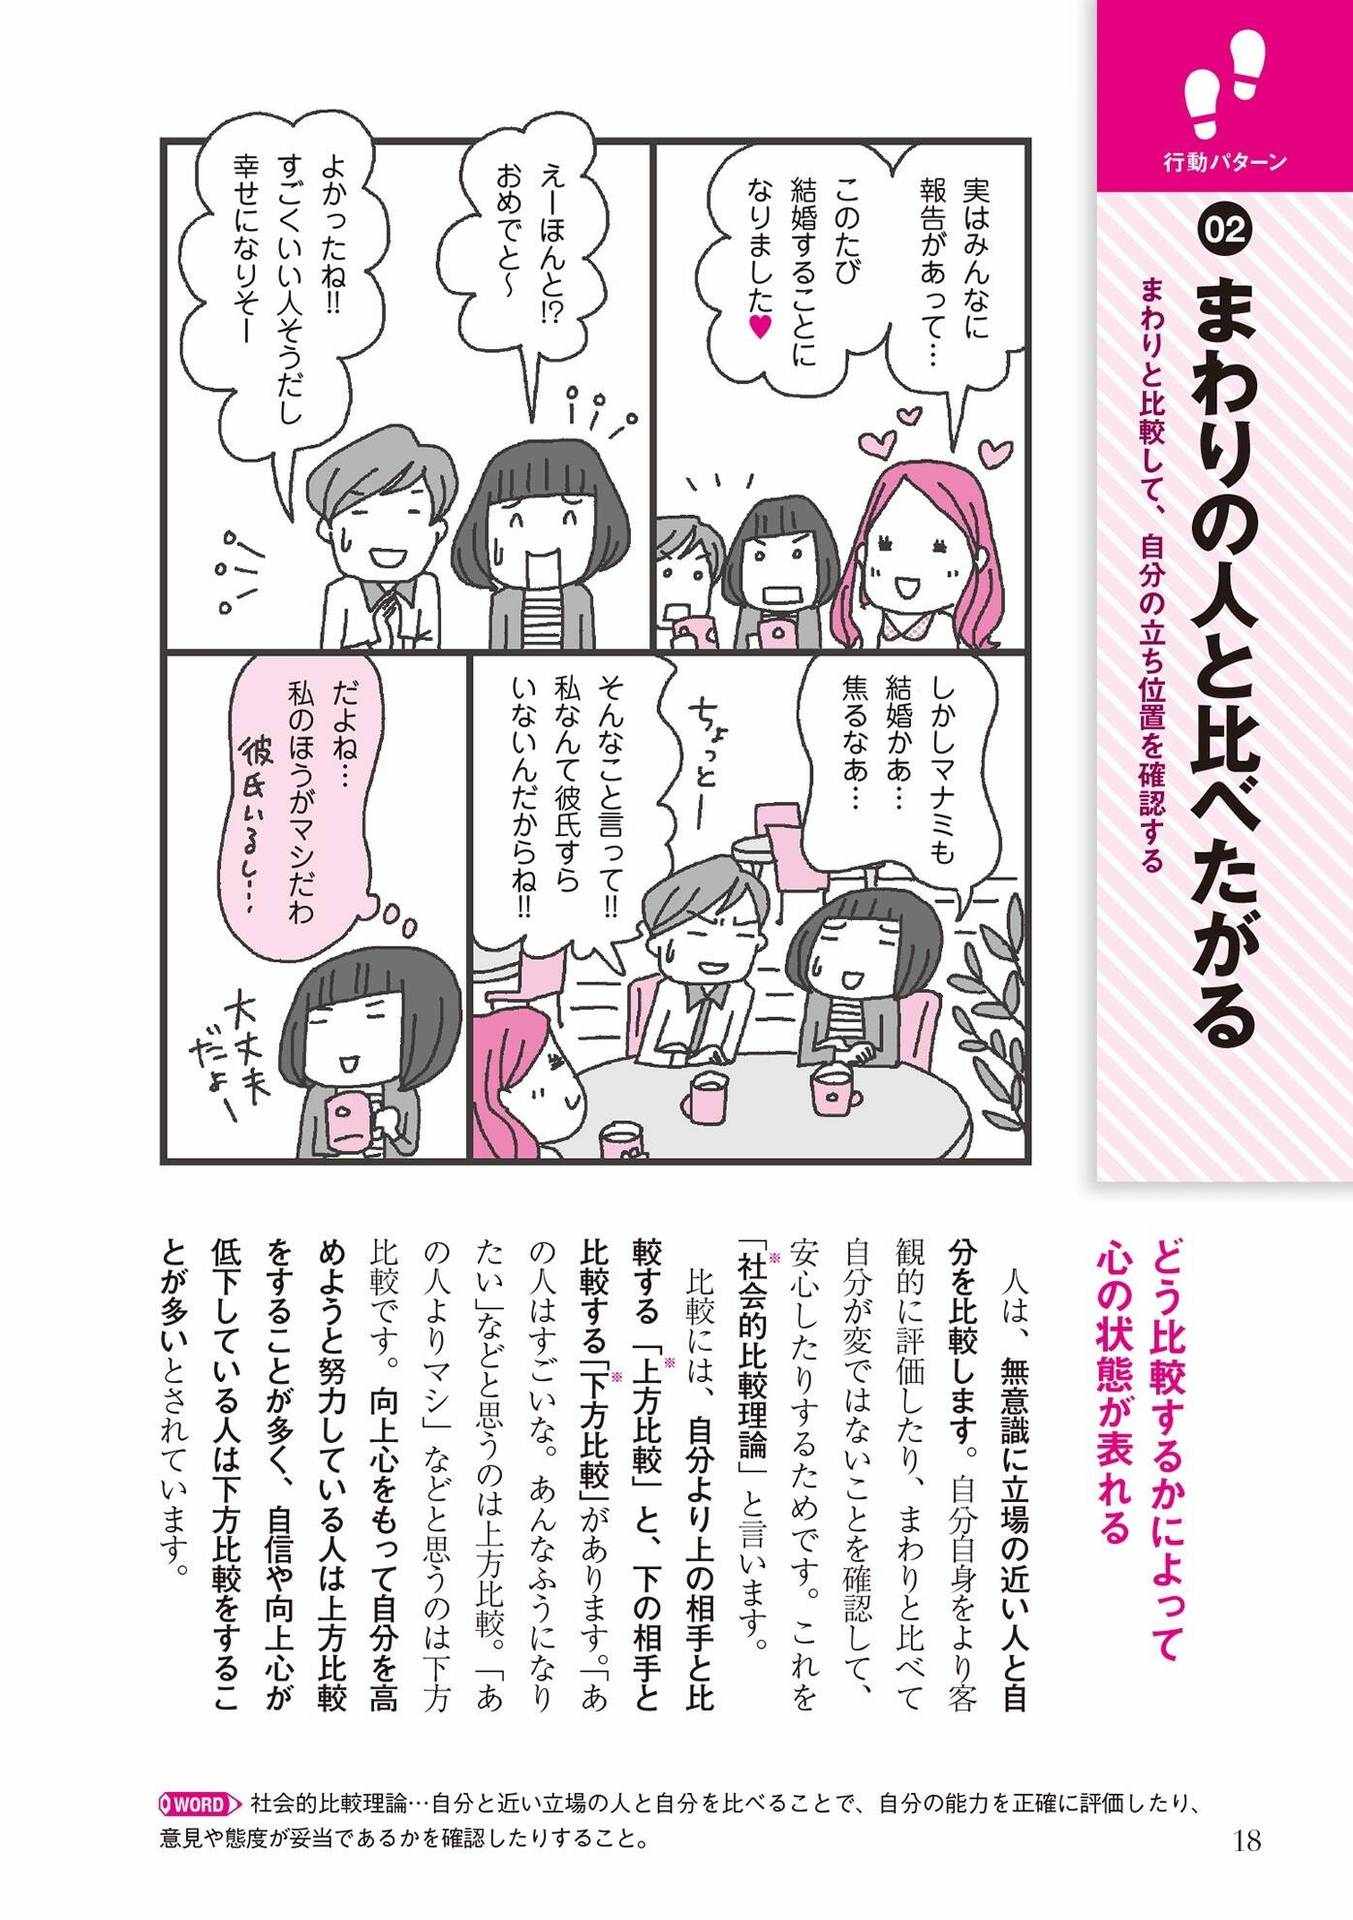 行動パターン
02
まわりの人と比べたがる
まわりと比較して、自分の立ち位置を確認する
実はみんなに
報告があって…
このたび
結婚することに
なりました♥
えーほんと!?
おめでと〜
よかったね!!
すごくいい人そうだし
幸せになりそー
しかしマナミも
結婚かあ…
焦るなあ…
ちょっとー
そんなこと言って!!
私なんて彼氏すら
いないんだからね!!
だよね…
私のほうがマシだわ
彼氏いるし…
大丈夫
だよー
どう比較するかによって
心の状態が表れる
人は、無意識に立場の近い人と自
分を比較します。自分自身をより客
観的に評価したり、まわりと比べて
自分が変ではないことを確認して、
安心したりするためです。これを
「社会的比較理論※」と言います。
比較には、自分より上の相手と比
較する「上方比較※」と、下の相手と
比較する「下方比較※」があります。「あ
の人はすごいな。あんなふうになり
たい」などと思うのは上方比較。「あ
の人よりマシ」などと思うのは下方
比較です。向上心をもって自分を高
めようと努力している人は上方比較
をすることが多く、自信や向上心が
低下している人は下方比較をするこ
とが多いとされています。
WORD 社会的比較理論…自分と近い立場の人と自分を比べることで、自分の能力を正確に評価したり、
意見や態度が妥当であるかを確認したりすること。
18